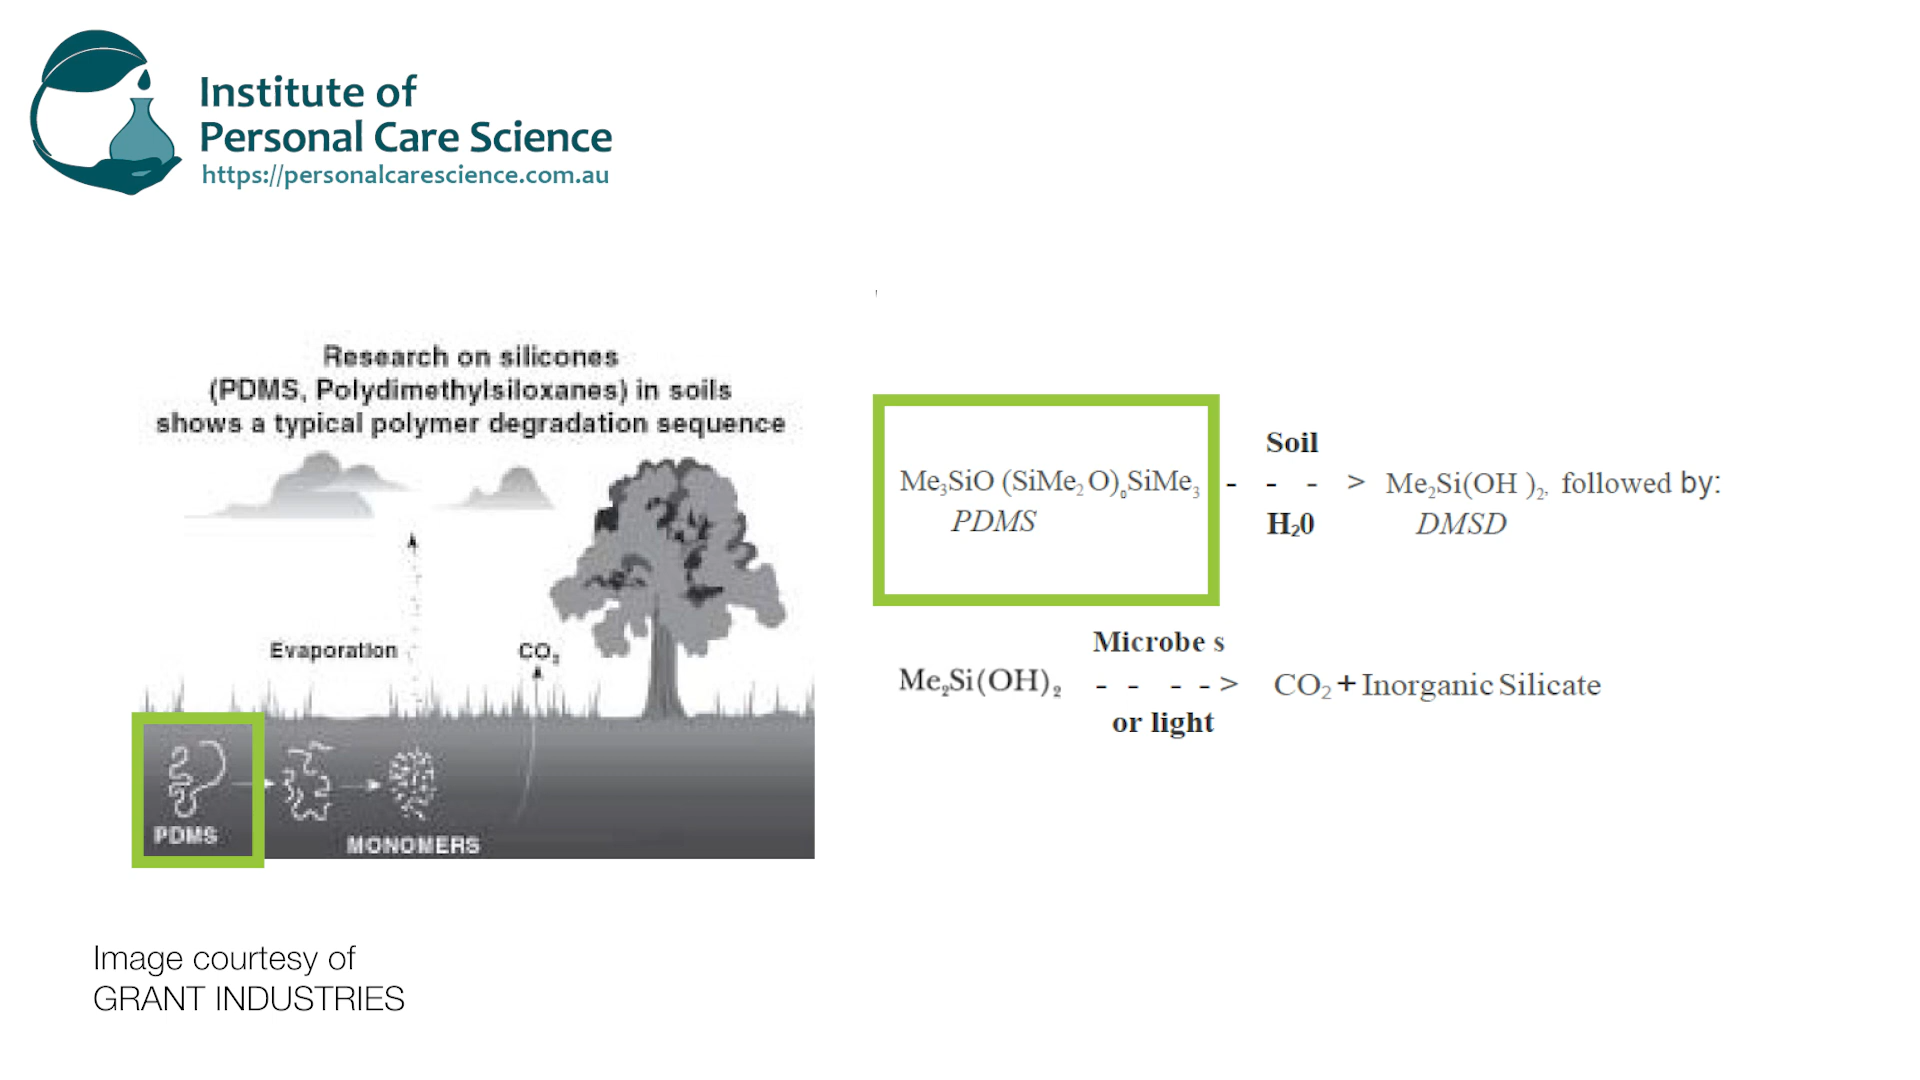 Institute of
Personal Care Science
https://personalcarescience.com.au
Research on silicones
(PDMS, Polydimethylsiloxanes) in soils
shows a typical polymer degradation sequence
Evaporation
CO₂
PDMS
MONOMERS
Soil
Me₃SiO (SiMe₂ O)ₒSiMe₃ - - - > Me₂Si(OH )₂, followed by:
PDMS H₂0 DMSD
Microbe s
Me₂Si(OH)₂ - - - - > CO₂ + Inorganic Silicate
or light
Image courtesy of
GRANT INDUSTRIES